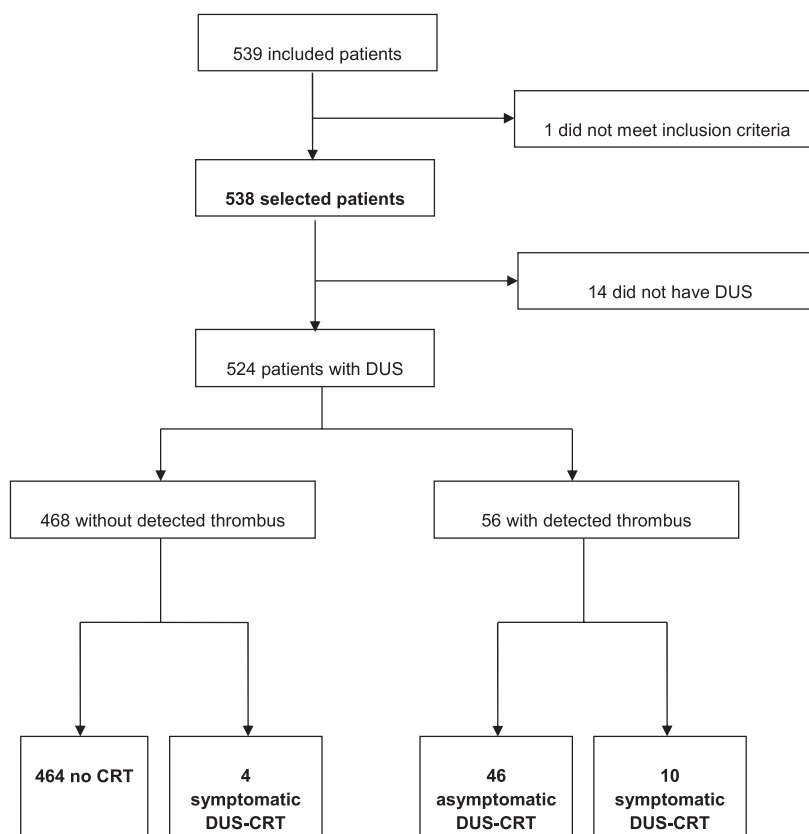 539 included patients
1 did not meet inclusion criteria
538 selected patients
14 did not have DUS
524 patients with DUS
468 without detected thrombus
56 with detected thrombus
464 no CRT
4
symptomatic
DUS-CRT
46
asymptomatic
DUS-CRT
10
symptomatic
DUS-CRT